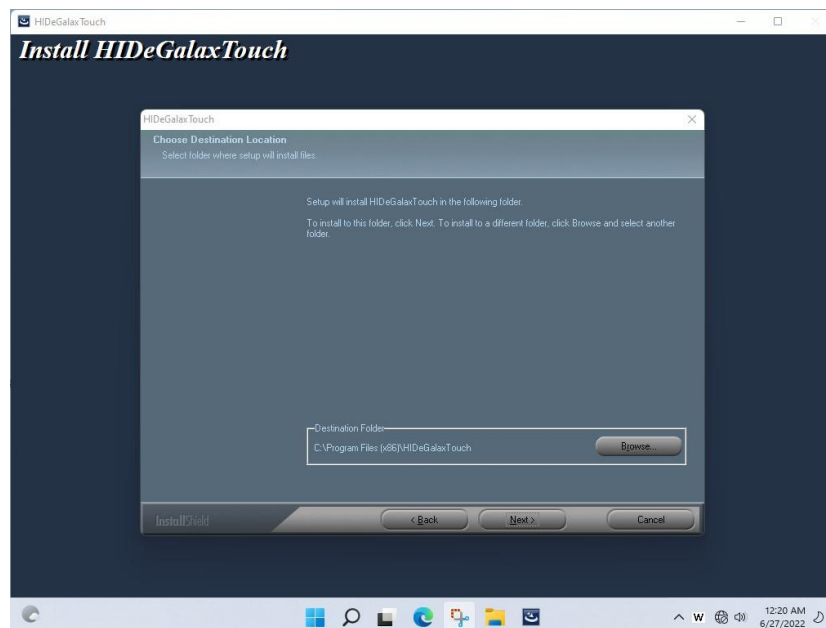 HIDeGalaxTouch
Install HIDeGalaxTouch
HIDeGalaxTouch
Choose Destination Location
Select folder where setup will install files.
Setup will install HIDeGalaxTouch in the following folder.
To install to this folder, click Next. To install to a different folder, click Browse and select another
folder.
Destination Folder
C:\Program Files (x86)\HIDeGalaxTouch
Browse...
InstallShield
< Back
Next >
Cancel
W
12:20 AM
6/27/2022